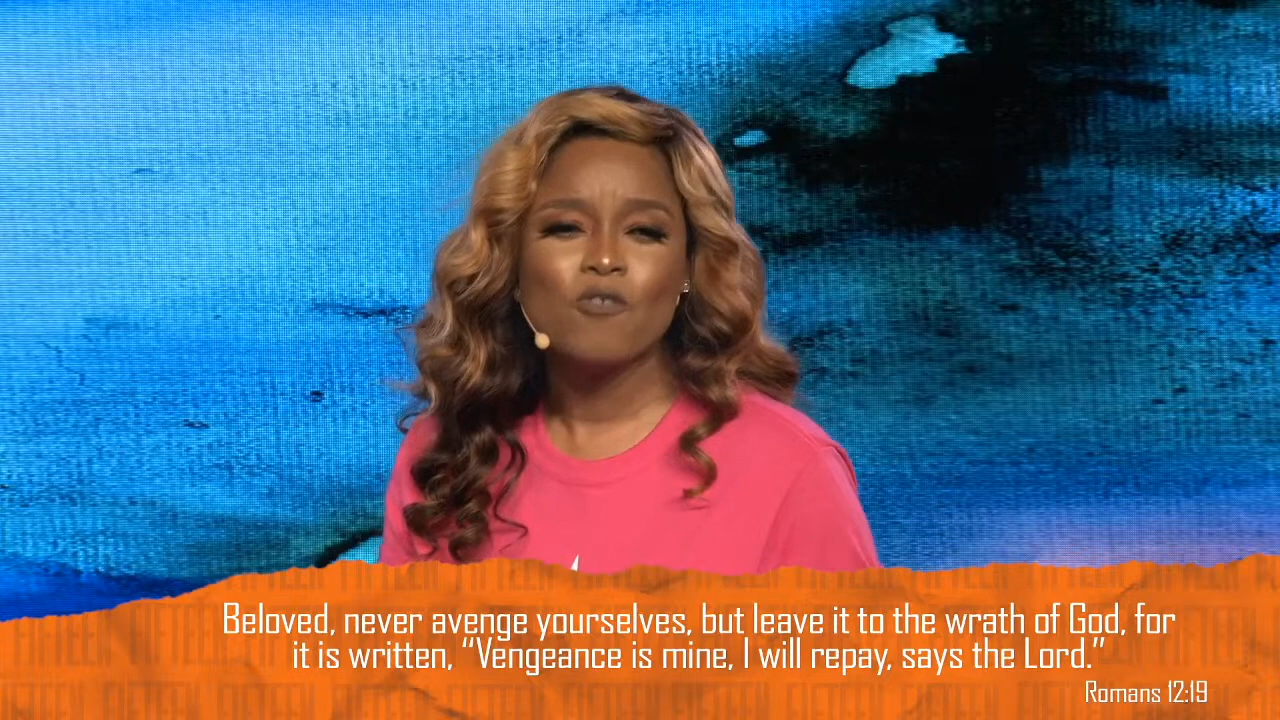 Beloved, never avenge yourselves, but leave it to the wrath of God, for
it is written, “Vengeance is mine, I will repay, says the Lord.”
Romans 12:19